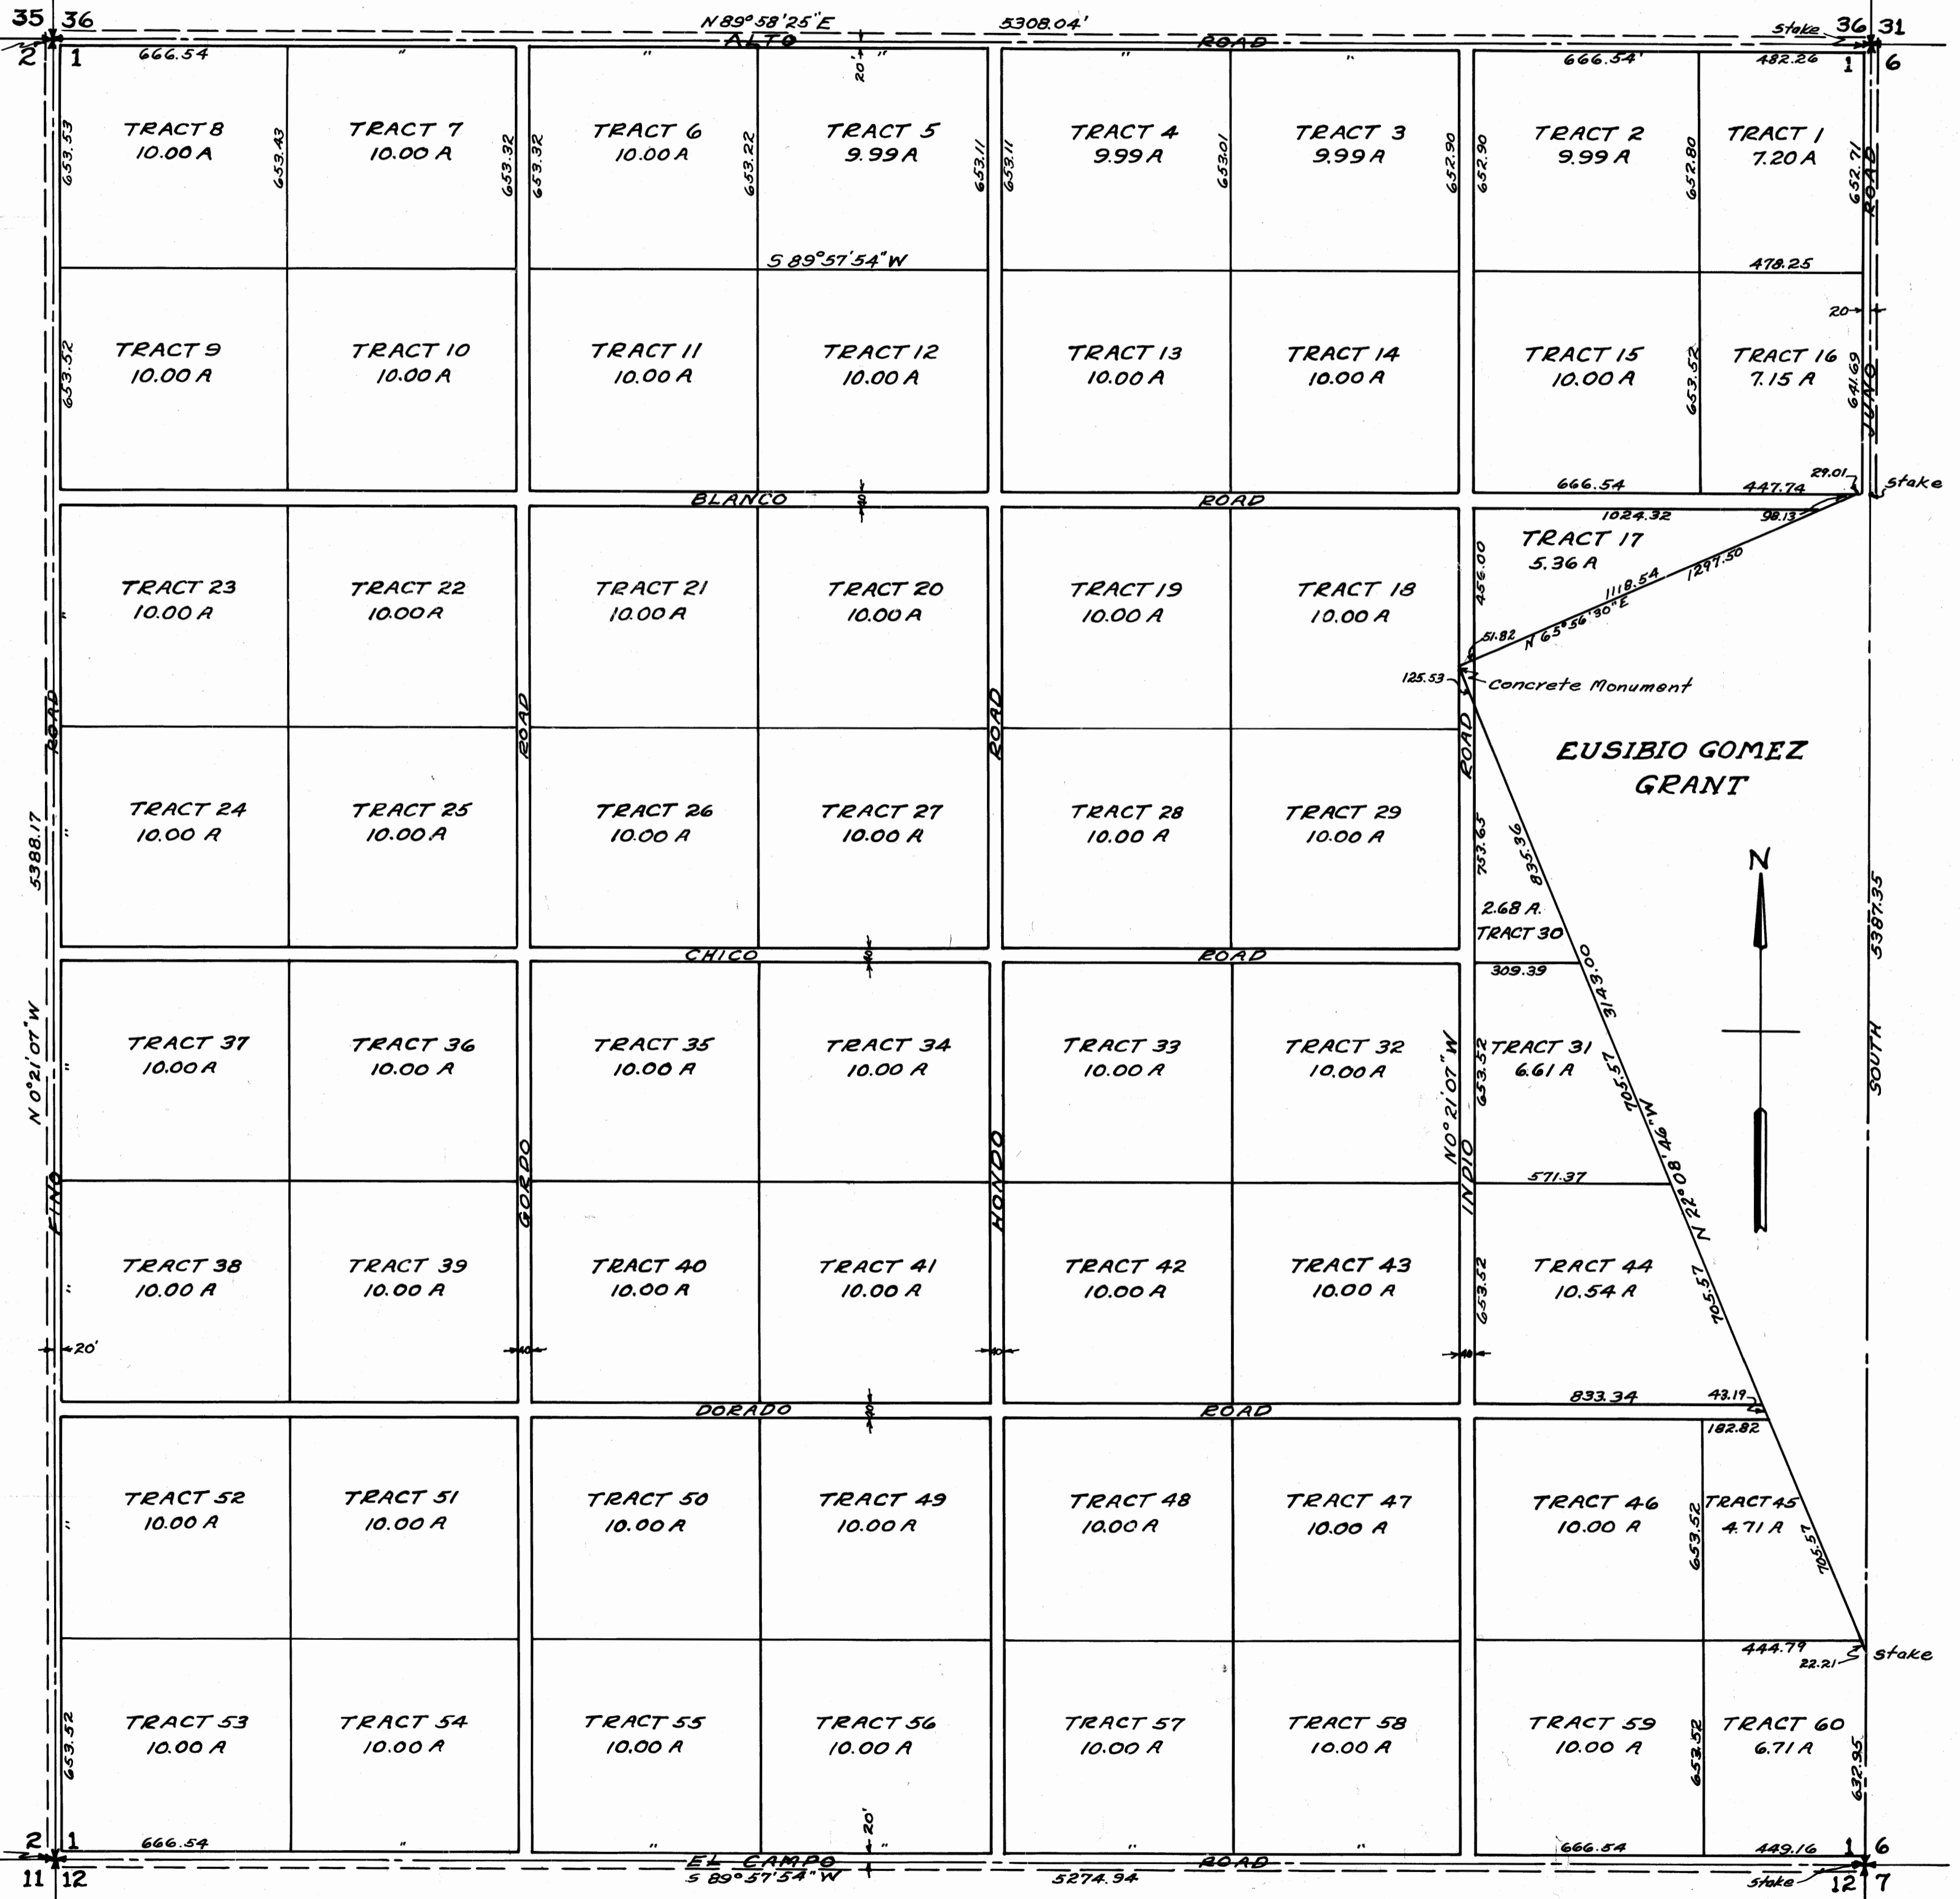 35 36
N 89°58'25"E 5308.04'
stake 36 31
ALTO ROAD
2 1
1 6
666.54 " " " " " 666.54' 482.26
20'
TRACT 8
10.00 A
TRACT 7
10.00 A
TRACT 6
10.00 A
TRACT 5
9.99 A
TRACT 4
9.99 A
TRACT 3
9.99 A
TRACT 2
9.99 A
TRACT 1
7.20 A
653.53
653.43
653.32
653.32
653.22
653.11
653.11
653.01
652.90
652.90
652.80
652.71
JUNO ROAD
S 89°57'54"W
478.25
20
TRACT 9
10.00 A
TRACT 10
10.00 A
TRACT 11
10.00 A
TRACT 12
10.00 A
TRACT 13
10.00 A
TRACT 14
10.00 A
TRACT 15
10.00 A
TRACT 16
7.15 A
653.52
653.52
641.69
29.01
stake
666.54 447.74
BLANCO ROAD
40
1024.32 98.13
TRACT 23
10.00 A
TRACT 22
10.00 A
TRACT 21
10.00 A
TRACT 20
10.00 A
TRACT 19
10.00 A
TRACT 18
10.00 A
TRACT 17
5.36 A
"
456.00
1118.54 1297.50
N 65°56'30"E
51.82
125.53
Concrete Monument
EUSIBIO GOMEZ
GRANT
TRACT 24
10.00 A
TRACT 25
10.00 A
TRACT 26
10.00 A
TRACT 27
10.00 A
TRACT 28
10.00 A
TRACT 29
10.00 A
"
753.65
835.36
2.68 A.
TRACT 30
N
5388.17
N 0°21'07"W
FINO ROAD
GORDO ROAD
HONDO ROAD
INDIO ROAD
N 0°21'07"W
5387.35
SOUTH
CHICO ROAD
40
309.39
3143.00
N 22°08'46"W
TRACT 37
10.00 A
TRACT 36
10.00 A
TRACT 35
10.00 A
TRACT 34
10.00 A
TRACT 33
10.00 A
TRACT 32
10.00 A
TRACT 31
6.61 A
"
653.52
705.57
571.37
TRACT 38
10.00 A
TRACT 39
10.00 A
TRACT 40
10.00 A
TRACT 41
10.00 A
TRACT 42
10.00 A
TRACT 43
10.00 A
TRACT 44
10.54 A
"
653.52
705.57
20'
40
40
40
833.34 43.19
DORADO ROAD
40
182.82
TRACT 52
10.00 A
TRACT 51
10.00 A
TRACT 50
10.00 A
TRACT 49
10.00 A
TRACT 48
10.00 A
TRACT 47
10.00 A
TRACT 46
10.00 A
TRACT 45
4.71 A
"
653.52
705.57
444.79
22.21
stake
TRACT 53
10.00 A
TRACT 54
10.00 A
TRACT 55
10.00 A
TRACT 56
10.00 A
TRACT 57
10.00 A
TRACT 58
10.00 A
TRACT 59
10.00 A
TRACT 60
6.71 A
653.52
653.52
632.95
20'
2 1
666.54 " " " " " 666.54 449.16
1 6
EL CAMPO ROAD
11 12
S 89°57'54"W 5274.94
stake 12 7